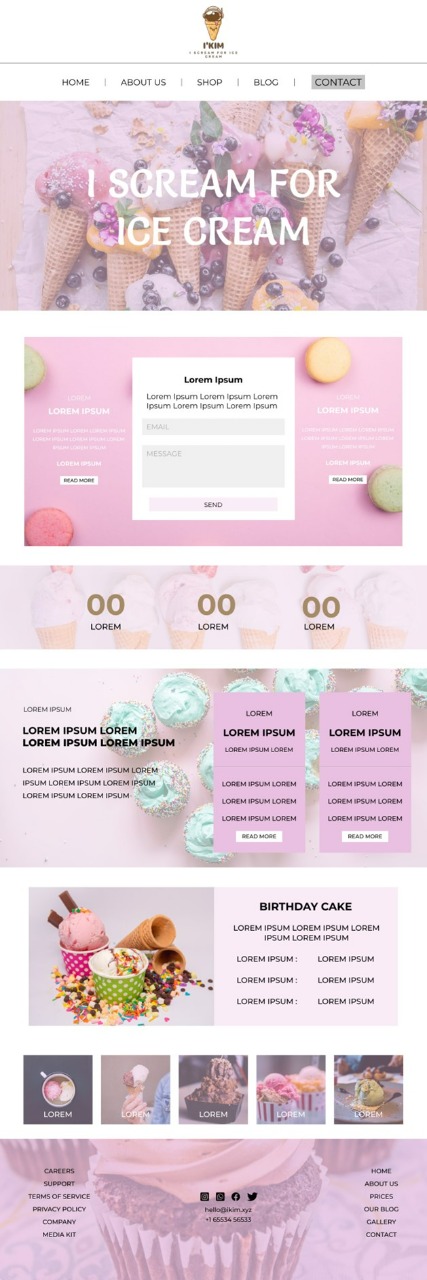 I'KIM
I SCREAM FOR ICE
CREAM
HOME | ABOUT US | SHOP | BLOG | CONTACT
I SCREAM FOR
ICE CREAM
LOREM
LOREM IPSUM
LOREM IPSUM LOREM IPSUM LOREM
LOREM IPSUM LOREM IPSUM LOREM
IPSUM LOREM IPSUM
LOREM IPSUM
READ MORE
Lorem Ipsum
Lorem Ipsum Lorem Ipsum Lorem
Ipsum Lorem Ipsum Lorem Ipsum
EMAIL
MESSAGE
SEND
LOREM
LOREM IPSUM
LOREM IPSUM LOREM IPSUM LOREM
LOREM IPSUM LOREM IPSUM LOREM
IPSUM LOREM IPSUM
LOREM IPSUM
READ MORE
00 00 00
LOREM LOREM LOREM
LOREM IPSUM
LOREM IPSUM LOREM
LOREM IPSUM LOREM IPSUM
LOREM IPSUM LOREM IPSUM LOREM
IPSUM LOREM IPSUM LOREM IPSUM
LOREM IPSUM LOREM IPSUM
LOREM
LOREM IPSUM
LOREM IPSUM LOREM
LOREM IPSUM LOREM
LOREM IPSUM LOREM
LOREM IPSUM LOREM
READ MORE
LOREM
LOREM IPSUM
LOREM IPSUM LOREM
LOREM IPSUM LOREM
LOREM IPSUM LOREM
LOREM IPSUM LOREM
READ MORE
BIRTHDAY CAKE
LOREM IPSUM LOREM IPSUM LOREM
IPSUM LOREM IPSUM
LOREM IPSUM : LOREM IPSUM
LOREM IPSUM : LOREM IPSUM
LOREM IPSUM : LOREM IPSUM
LOREM LOREM LOREM LOREM LOREM
CAREERS
SUPPORT
TERMS OF SERVICE
PRIVACY POLICY
COMPANY
MEDIA KIT
hello@ikim.xyz
+1 65534 56533
HOME
ABOUT US
PRICES
OUR BLOG
GALLERY
CONTACT